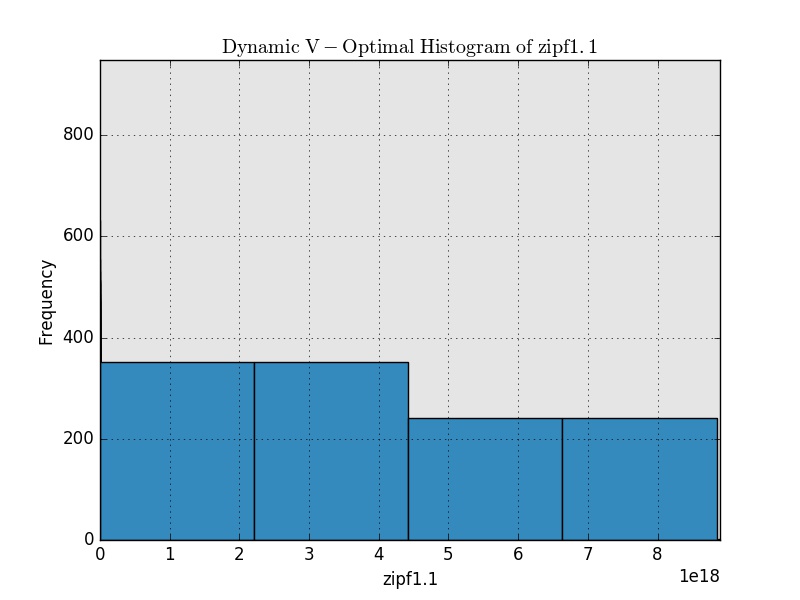 Dynamic V − Optimal Histogram of zipf1.1
Frequency
800
600
400
200
0
0 1 2 3 4 5 6 7 8
1e18
zipf1.1